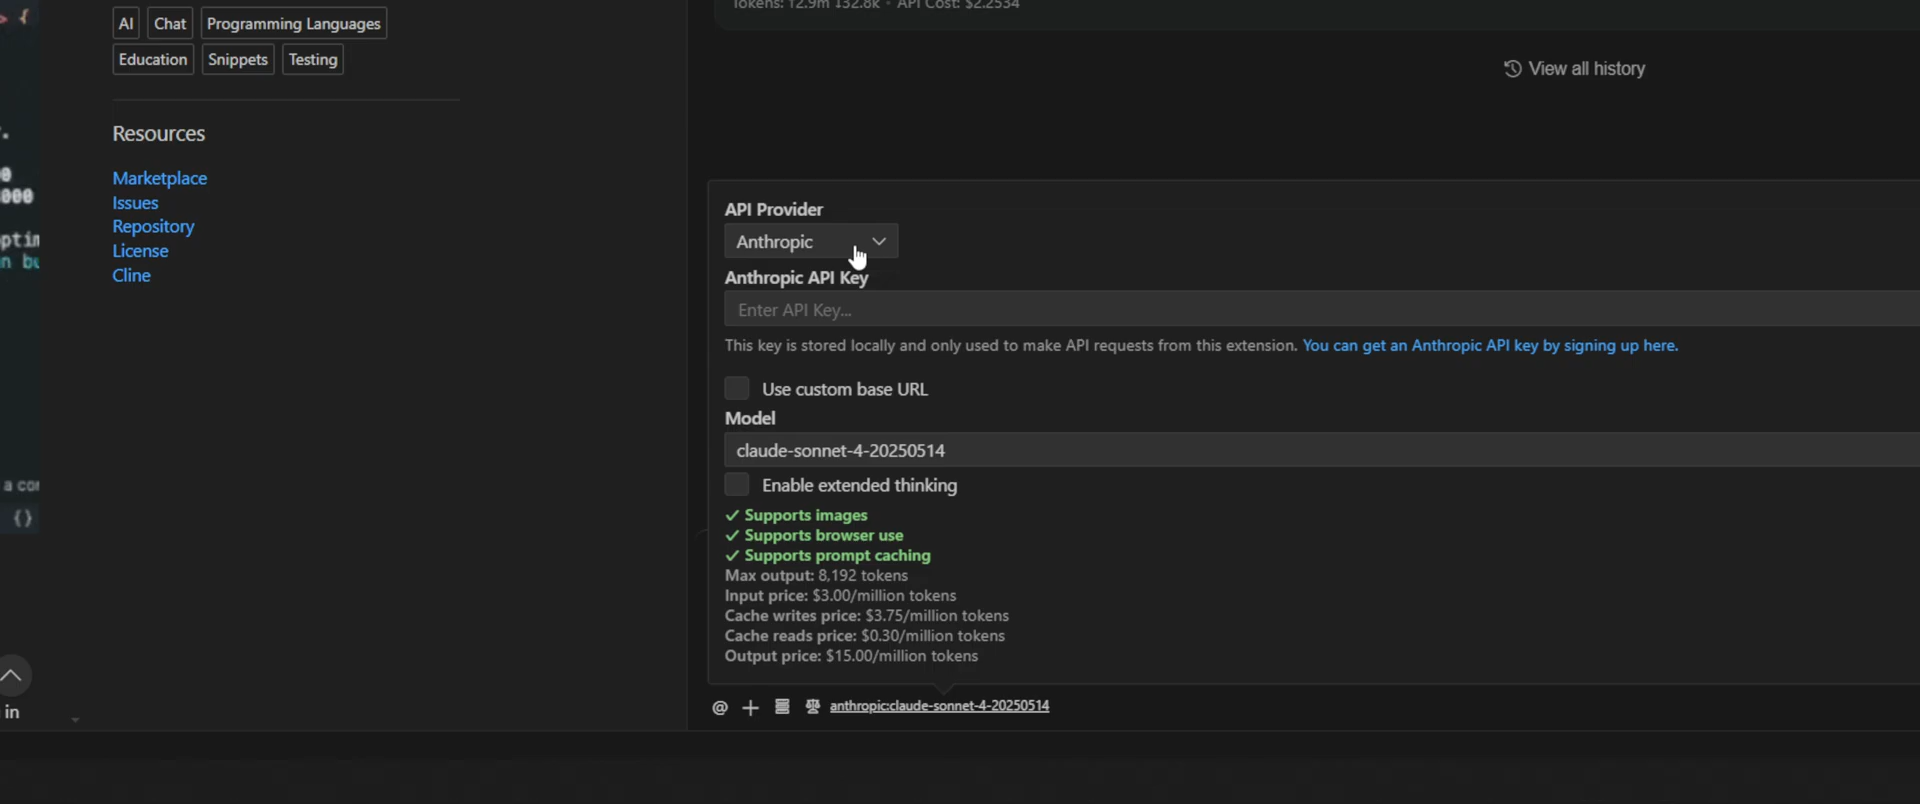 Tokens: 12.9m 132.8k • API Cost: $2.2534
AI Chat Programming Languages
Education Snippets Testing
View all history
Resources
Marketplace
Issues
Repository
License
Cline
API Provider
Anthropic
Anthropic API Key
Enter API Key...
This key is stored locally and only used to make API requests from this extension. You can get an Anthropic API key by signing up here.
Use custom base URL
Model
claude-sonnet-4-20250514
Enable extended thinking
✓ Supports images
✓ Supports browser use
✓ Supports prompt caching
Max output: 8,192 tokens
Input price: $3.00/million tokens
Cache writes price: $3.75/million tokens
Cache reads price: $0.30/million tokens
Output price: $15.00/million tokens
@ + anthropic:claude-sonnet-4-20250514
in
a
{}